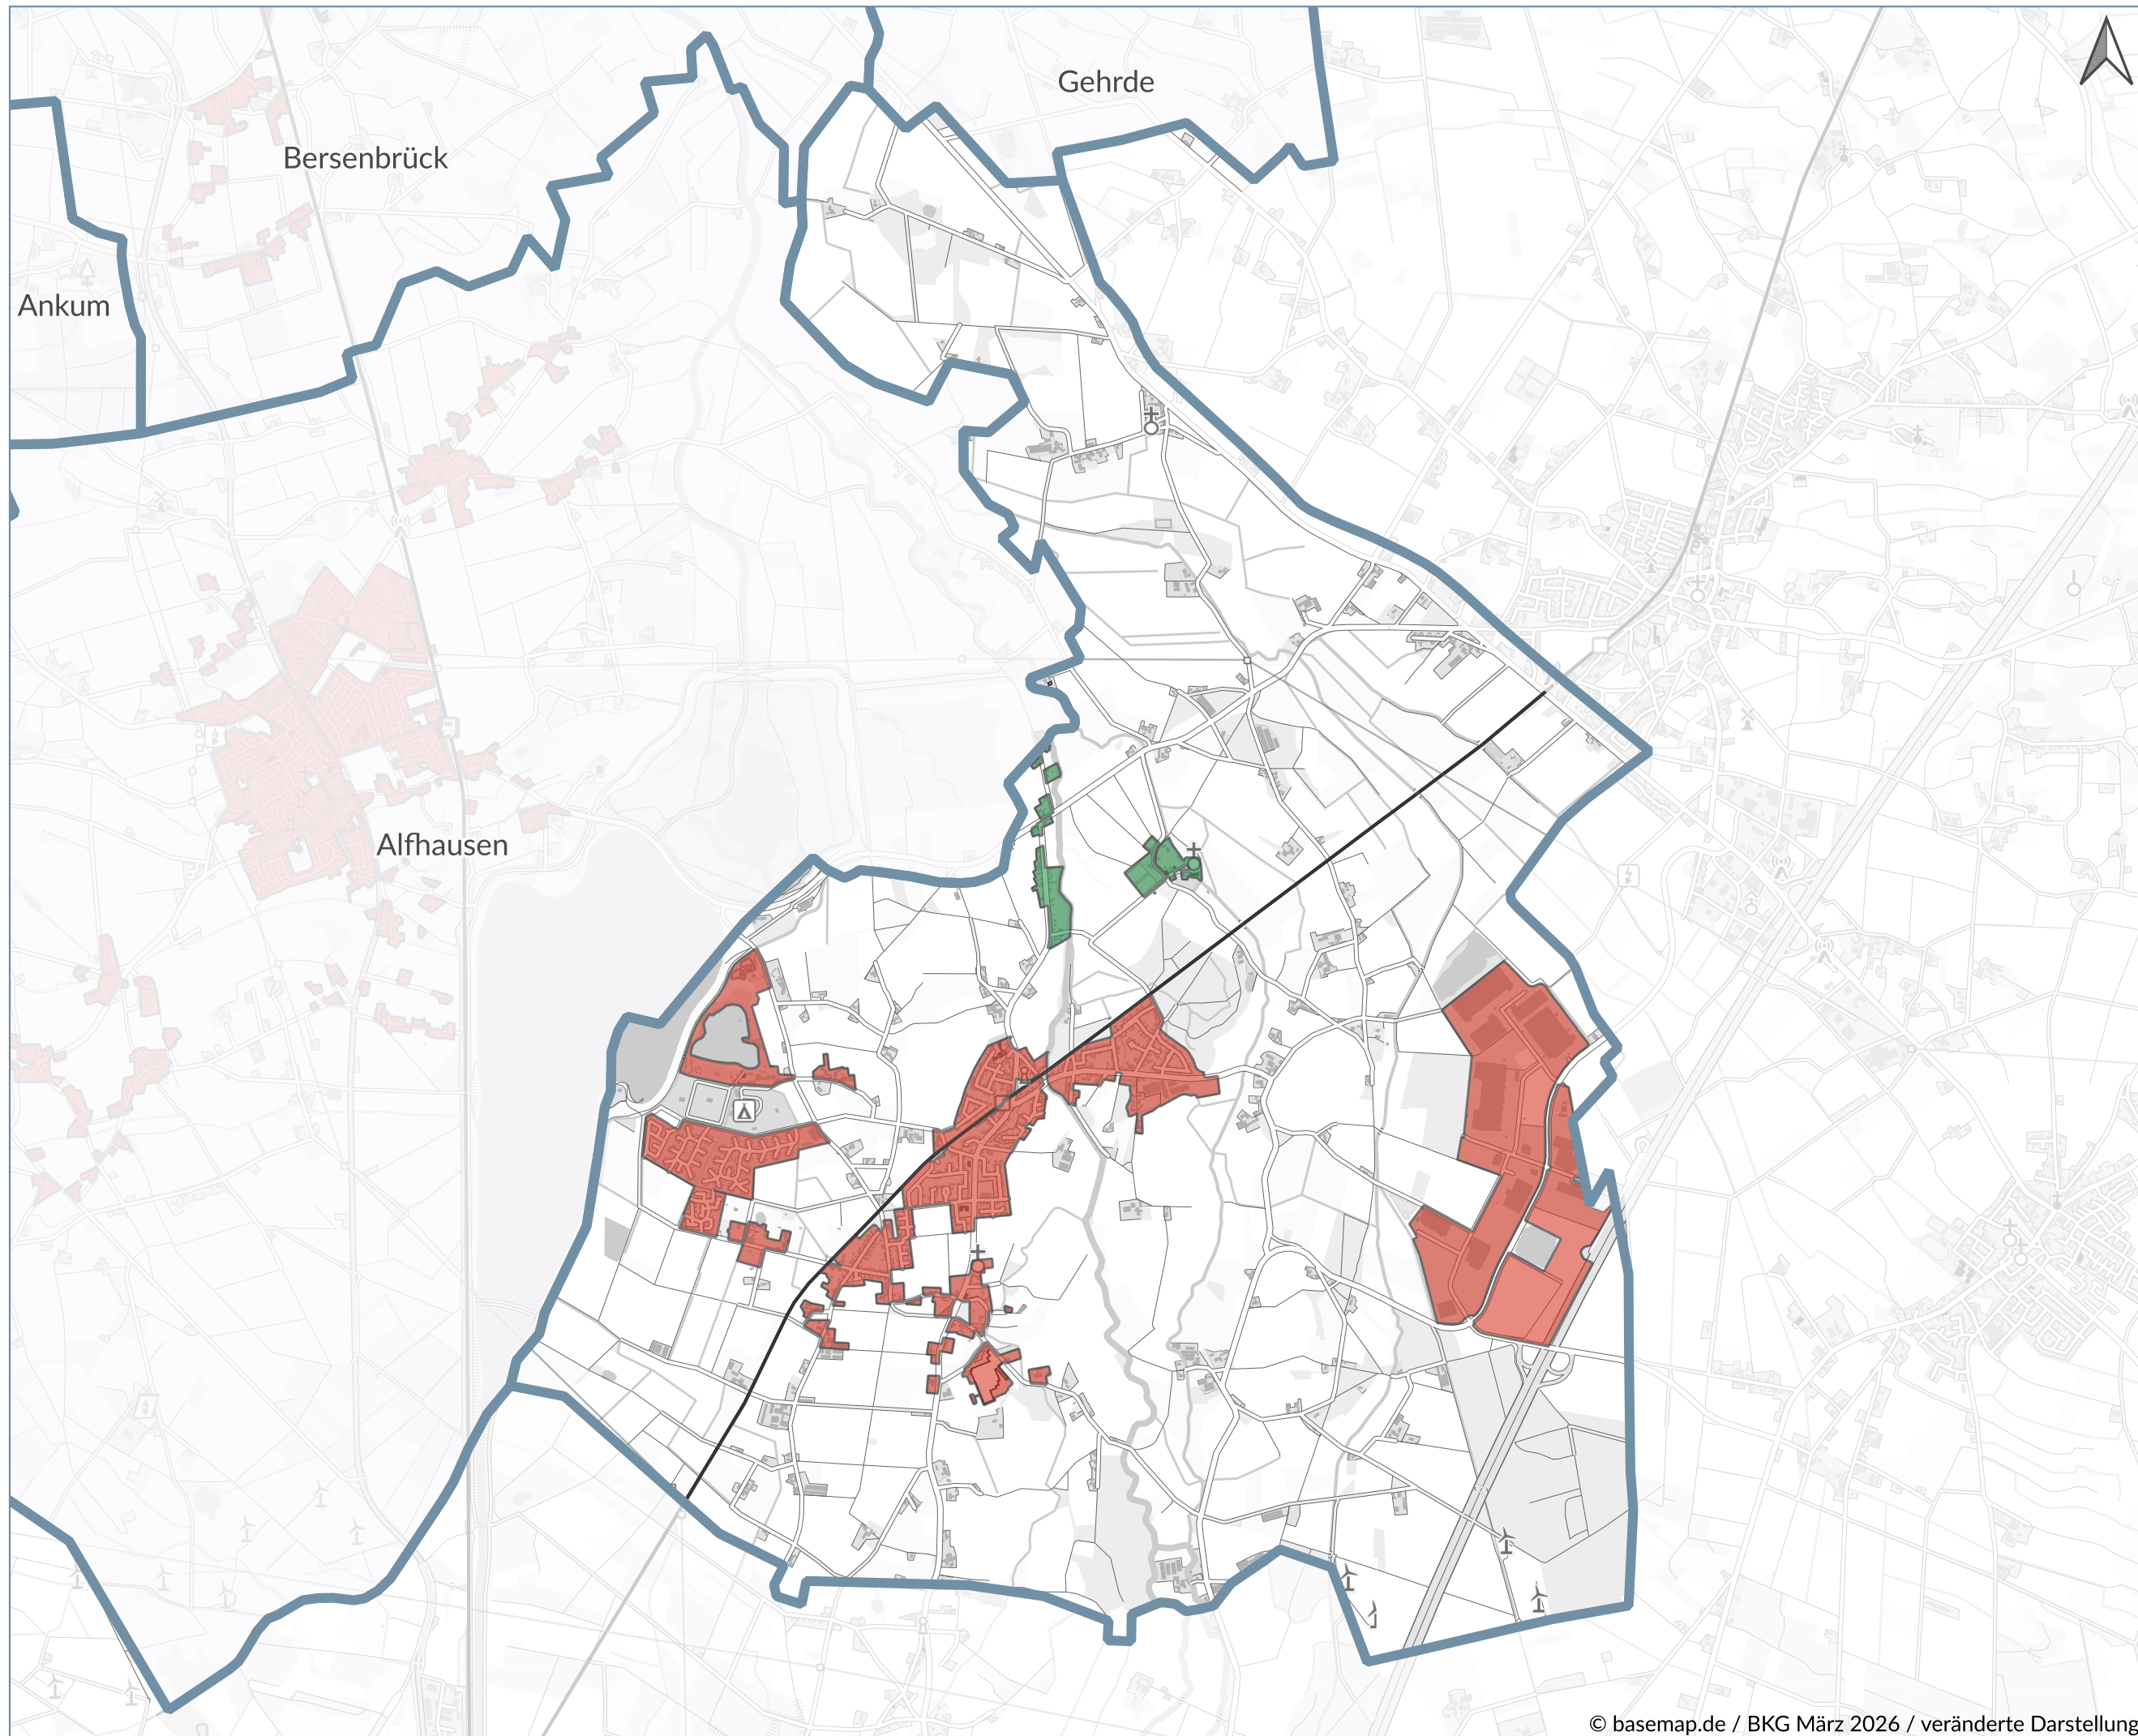 Gehrde
Bersenbrück
Ankum
Alfhausen
© basemap.de / BKG März 2026 / veränderte Darstellung